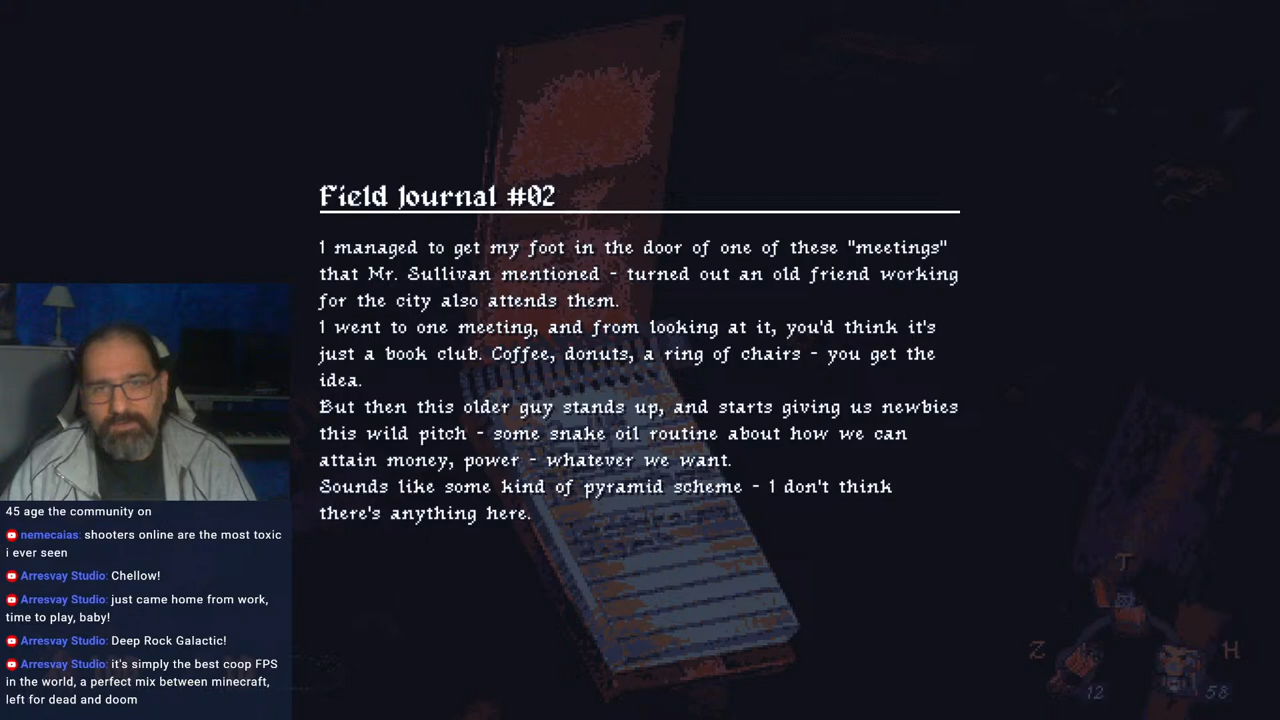 Field Journal #02
I managed to get my foot in the door of one of these "meetings"
that Mr. Sullivan mentioned - turned out an old friend working
for the city also attends them.
I went to one meeting, and from looking at it, you'd think it's
just a book club. Coffee, donuts, a ring of chairs - you get the
idea.
But then this older guy stands up, and starts giving us newbies
this wild pitch - some snake oil routine about how we can
attain money, power - whatever we want.
Sounds like some kind of pyramid scheme - I don't think
there's anything here.
45 age the community on
nemecaias: shooters online are the most toxic
i ever seen
Arresvay Studio: Chellow!
Arresvay Studio: just came home from work,
time to play, baby!
Arresvay Studio: Deep Rock Galactic!
Arresvay Studio: it's simply the best coop FPS
in the world, a perfect mix between minecraft,
left for dead and doom
T
Z
H
12
58